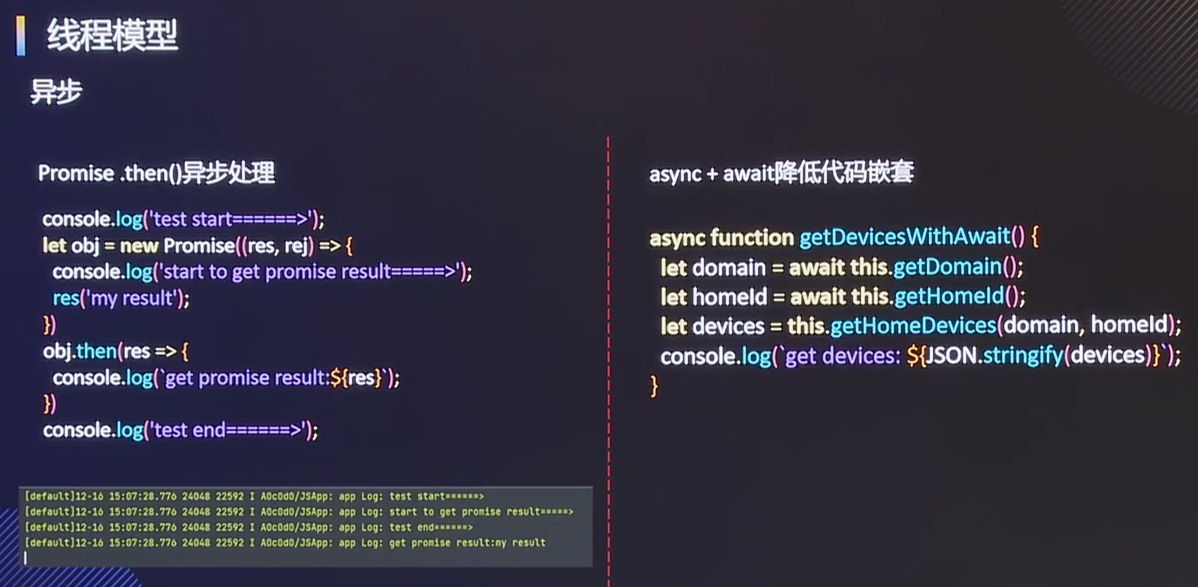 线程模型
异步
Promise .then()异步处理
console.log('test start======>');
let obj = new Promise((res, rej) => {
console.log('start to get promise result=====>');
res('my result');
})
obj.then(res => {
console.log(`get promise result:${res}`);
})
console.log('test end======>');
[default]12-16 15:07:28.776 24048 22592 I A0c0d0/JSApp: app Log: test start======>
[default]12-16 15:07:28.776 24048 22592 I A0c0d0/JSApp: app Log: start to get promise result=====>
[default]12-16 15:07:28.776 24048 22592 I A0c0d0/JSApp: app Log: test end======>
[default]12-16 15:07:28.776 24048 22592 I A0c0d0/JSApp: app Log: get promise result:my result
async + await降低代码嵌套
async function getDevicesWithAwait() {
let domain = await this.getDomain();
let homeId = await this.getHomeId();
let devices = this.getHomeDevices(domain, homeId);
console.log(`get devices: ${JSON.stringify(devices)}`);
}